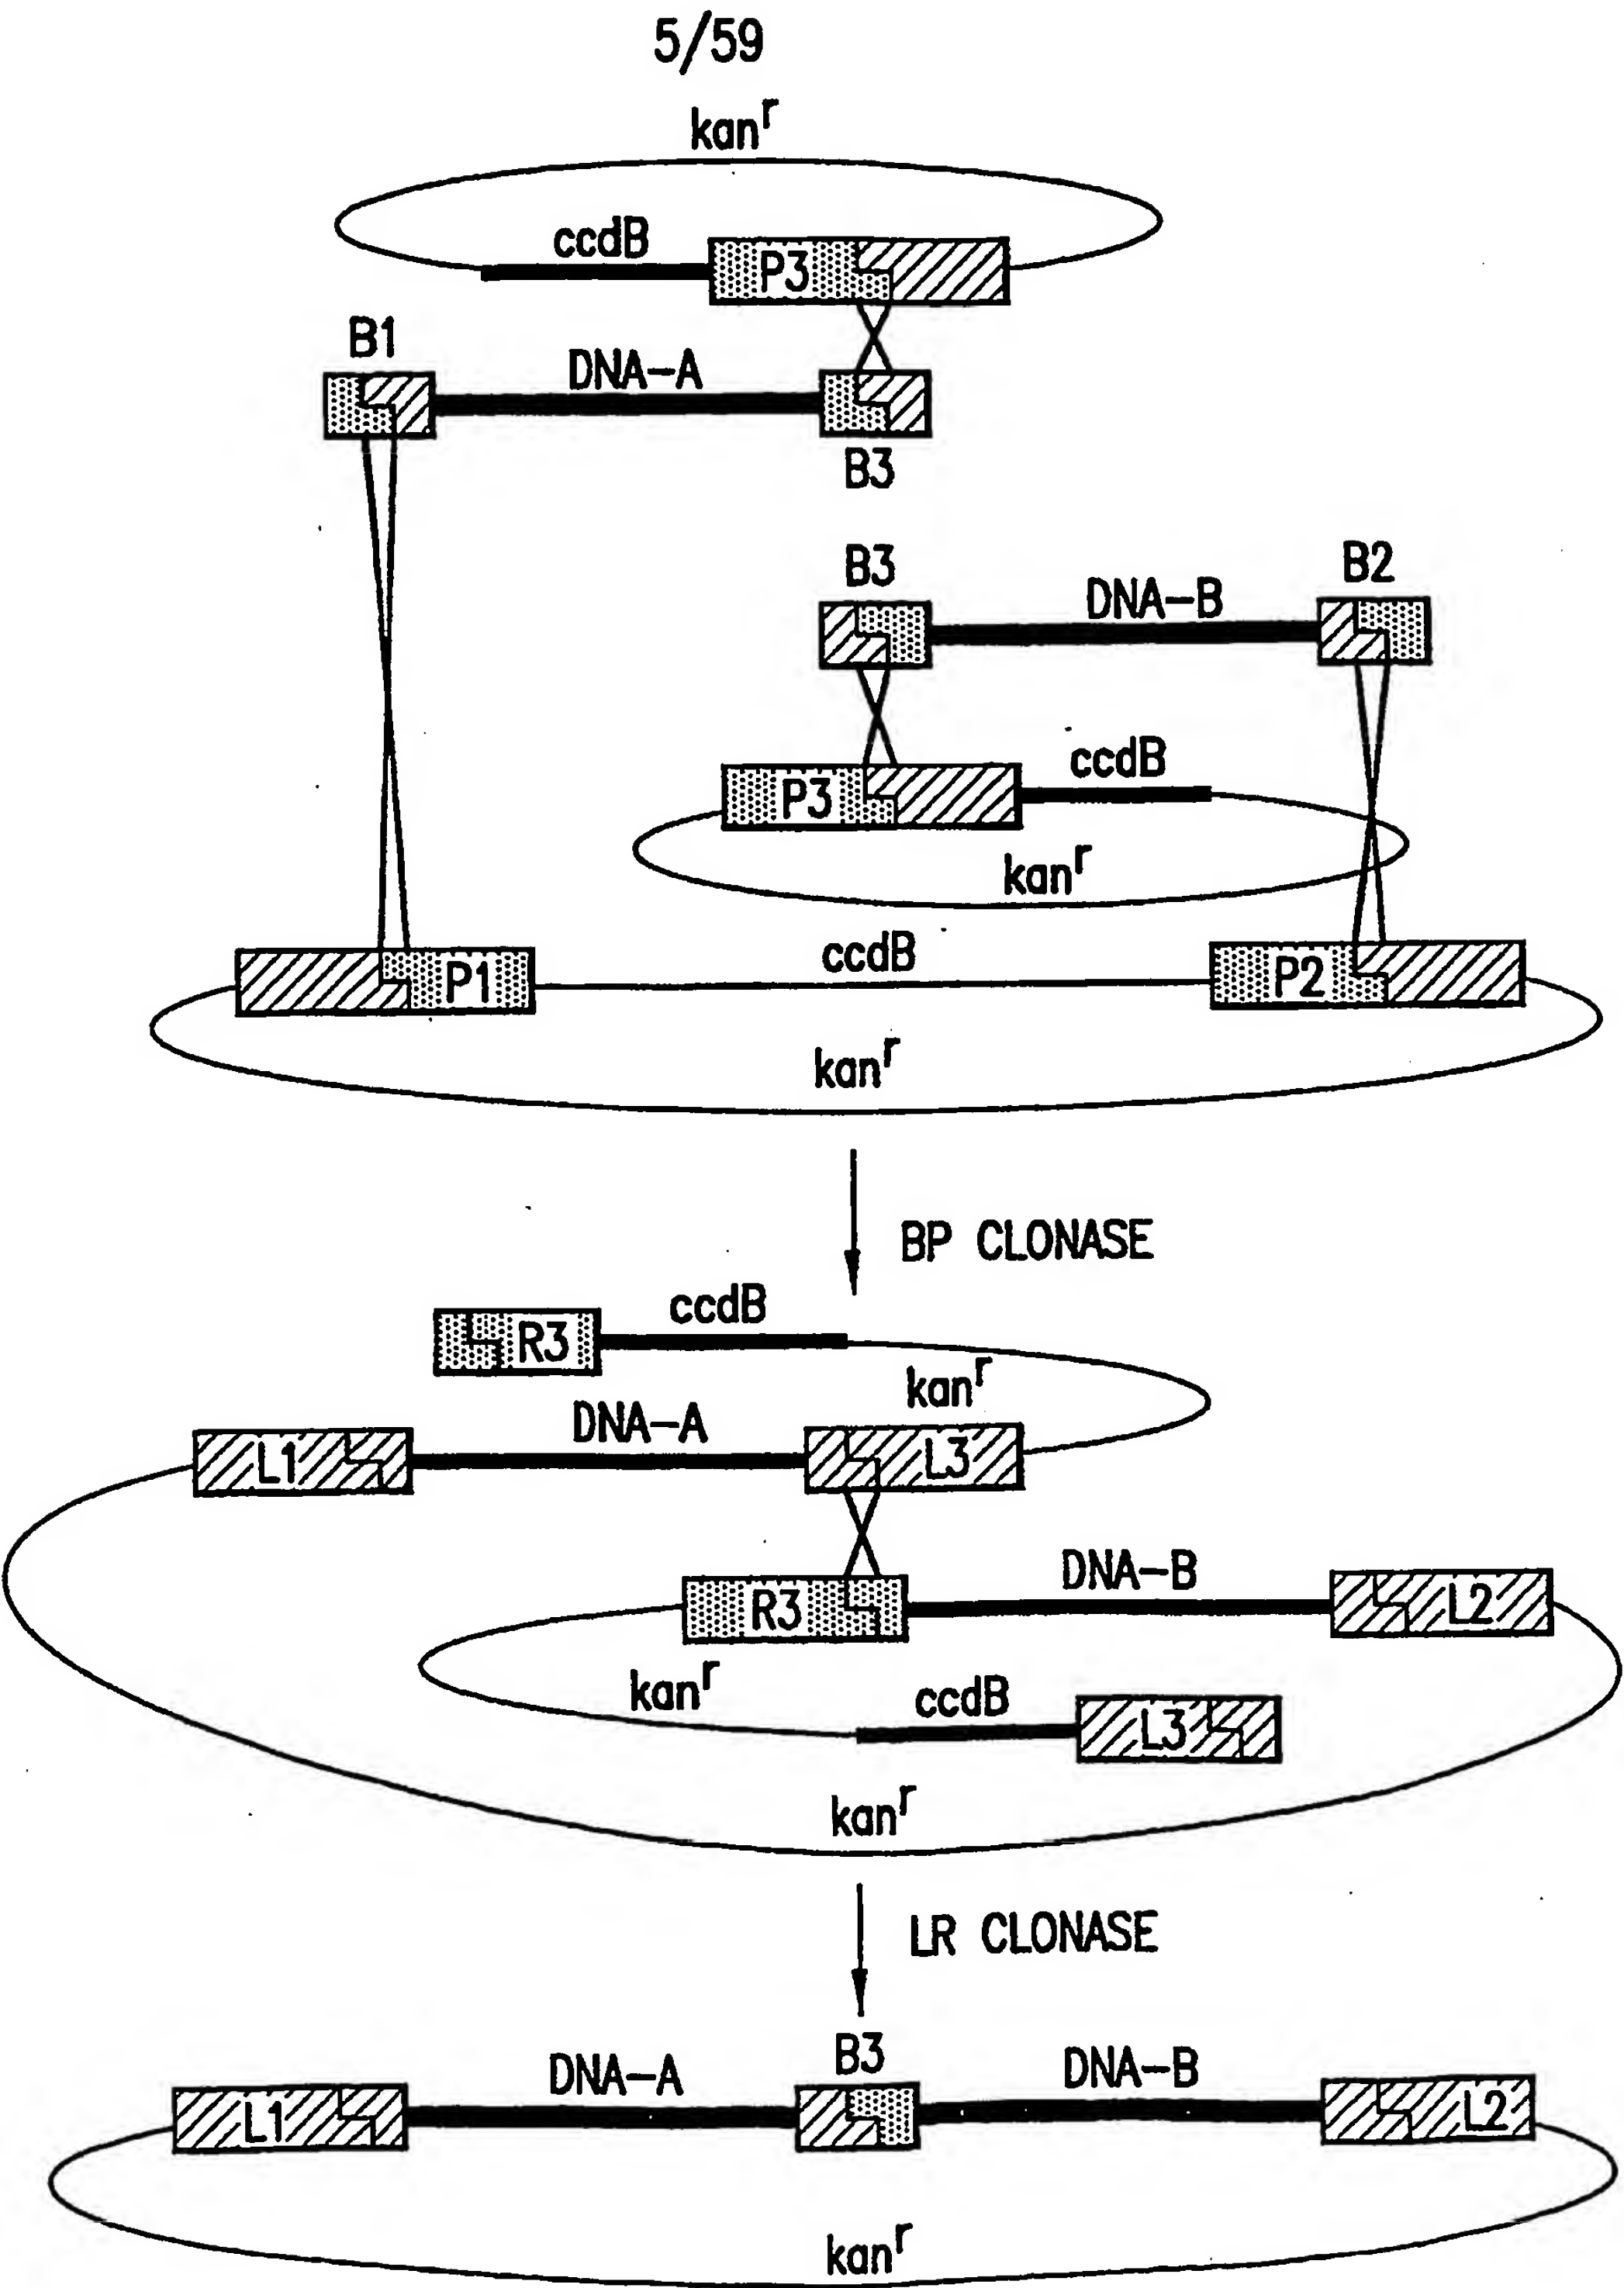 5/59
kanʳ
ccdB
P3
B1
DNA-A
B3
B3
DNA-B
B2
P3
ccdB
kanʳ
P1
ccdB
P2
kanʳ
BP CLONASE
R3
ccdB
kanʳ
L1
DNA-A
L3
R3
DNA-B
L2
kanʳ
ccdB
L3
kanʳ
LR CLONASE
L1
DNA-A
B3
DNA-B
L2
kanʳ